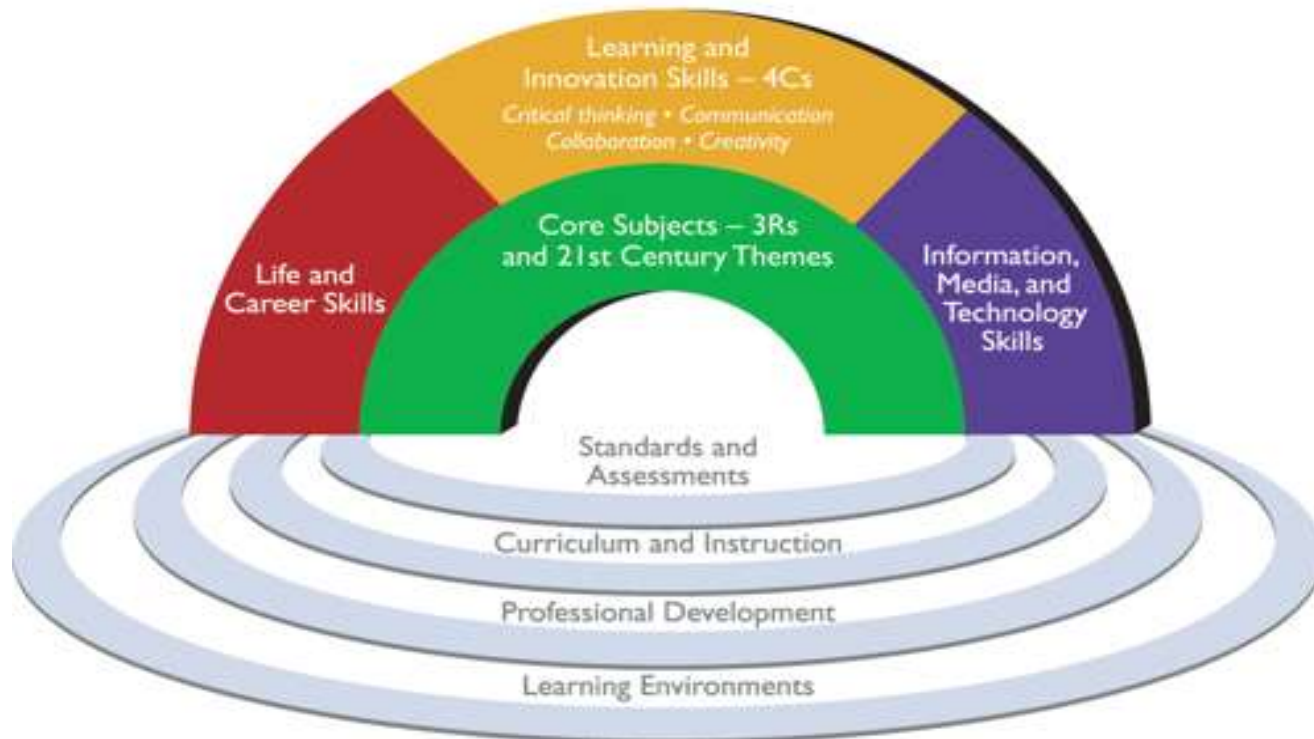 Learning and
Innovation Skills – 4Cs
Critical thinking • Communication
Collaboration • Creativity
Core Subjects – 3Rs
and 21st Century Themes
Life and
Career Skills
Information,
Media, and
Technology
Skills
Standards and
Assessments
Curriculum and Instruction
Professional Development
Learning Environments